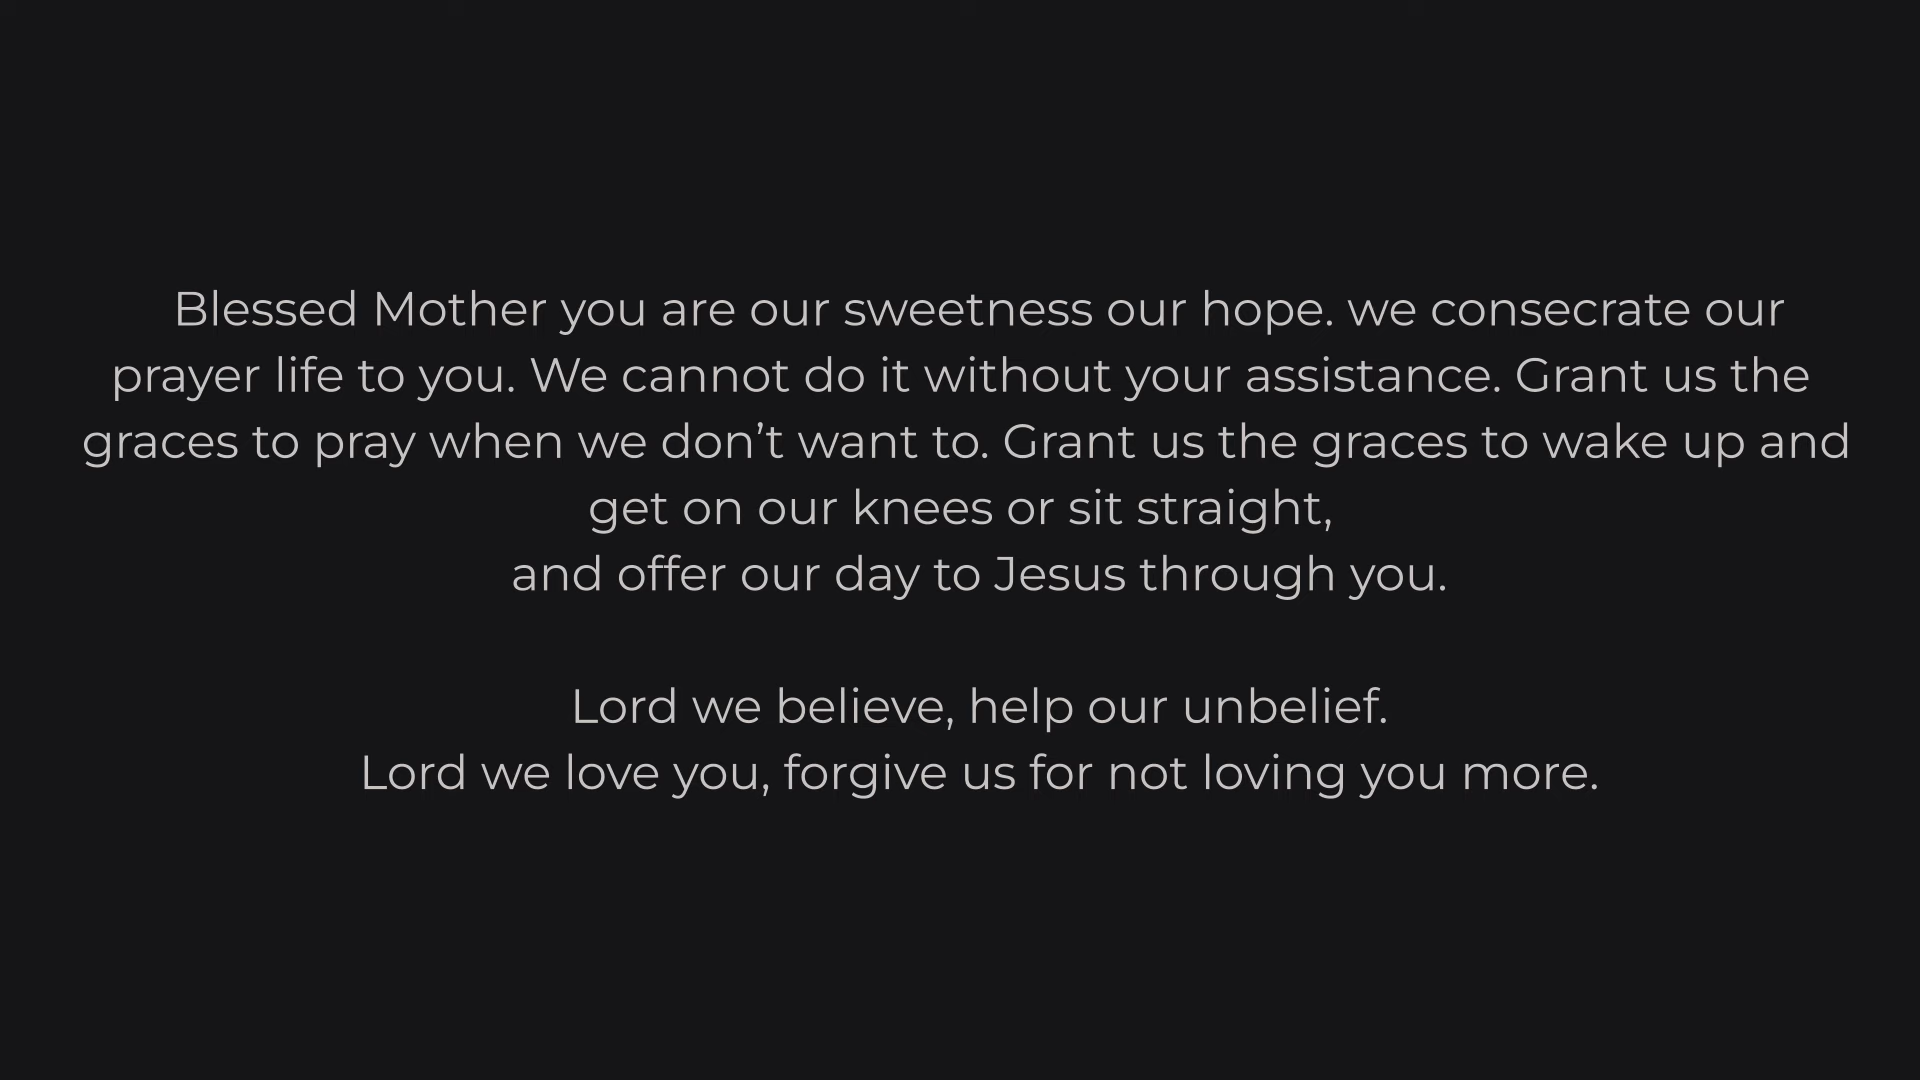 Blessed Mother you are our sweetness our hope. we consecrate our
prayer life to you. We cannot do it without your assistance. Grant us the
graces to pray when we don’t want to. Grant us the graces to wake up and
get on our knees or sit straight,
and offer our day to Jesus through you.
Lord we believe, help our unbelief.
Lord we love you, forgive us for not loving you more.